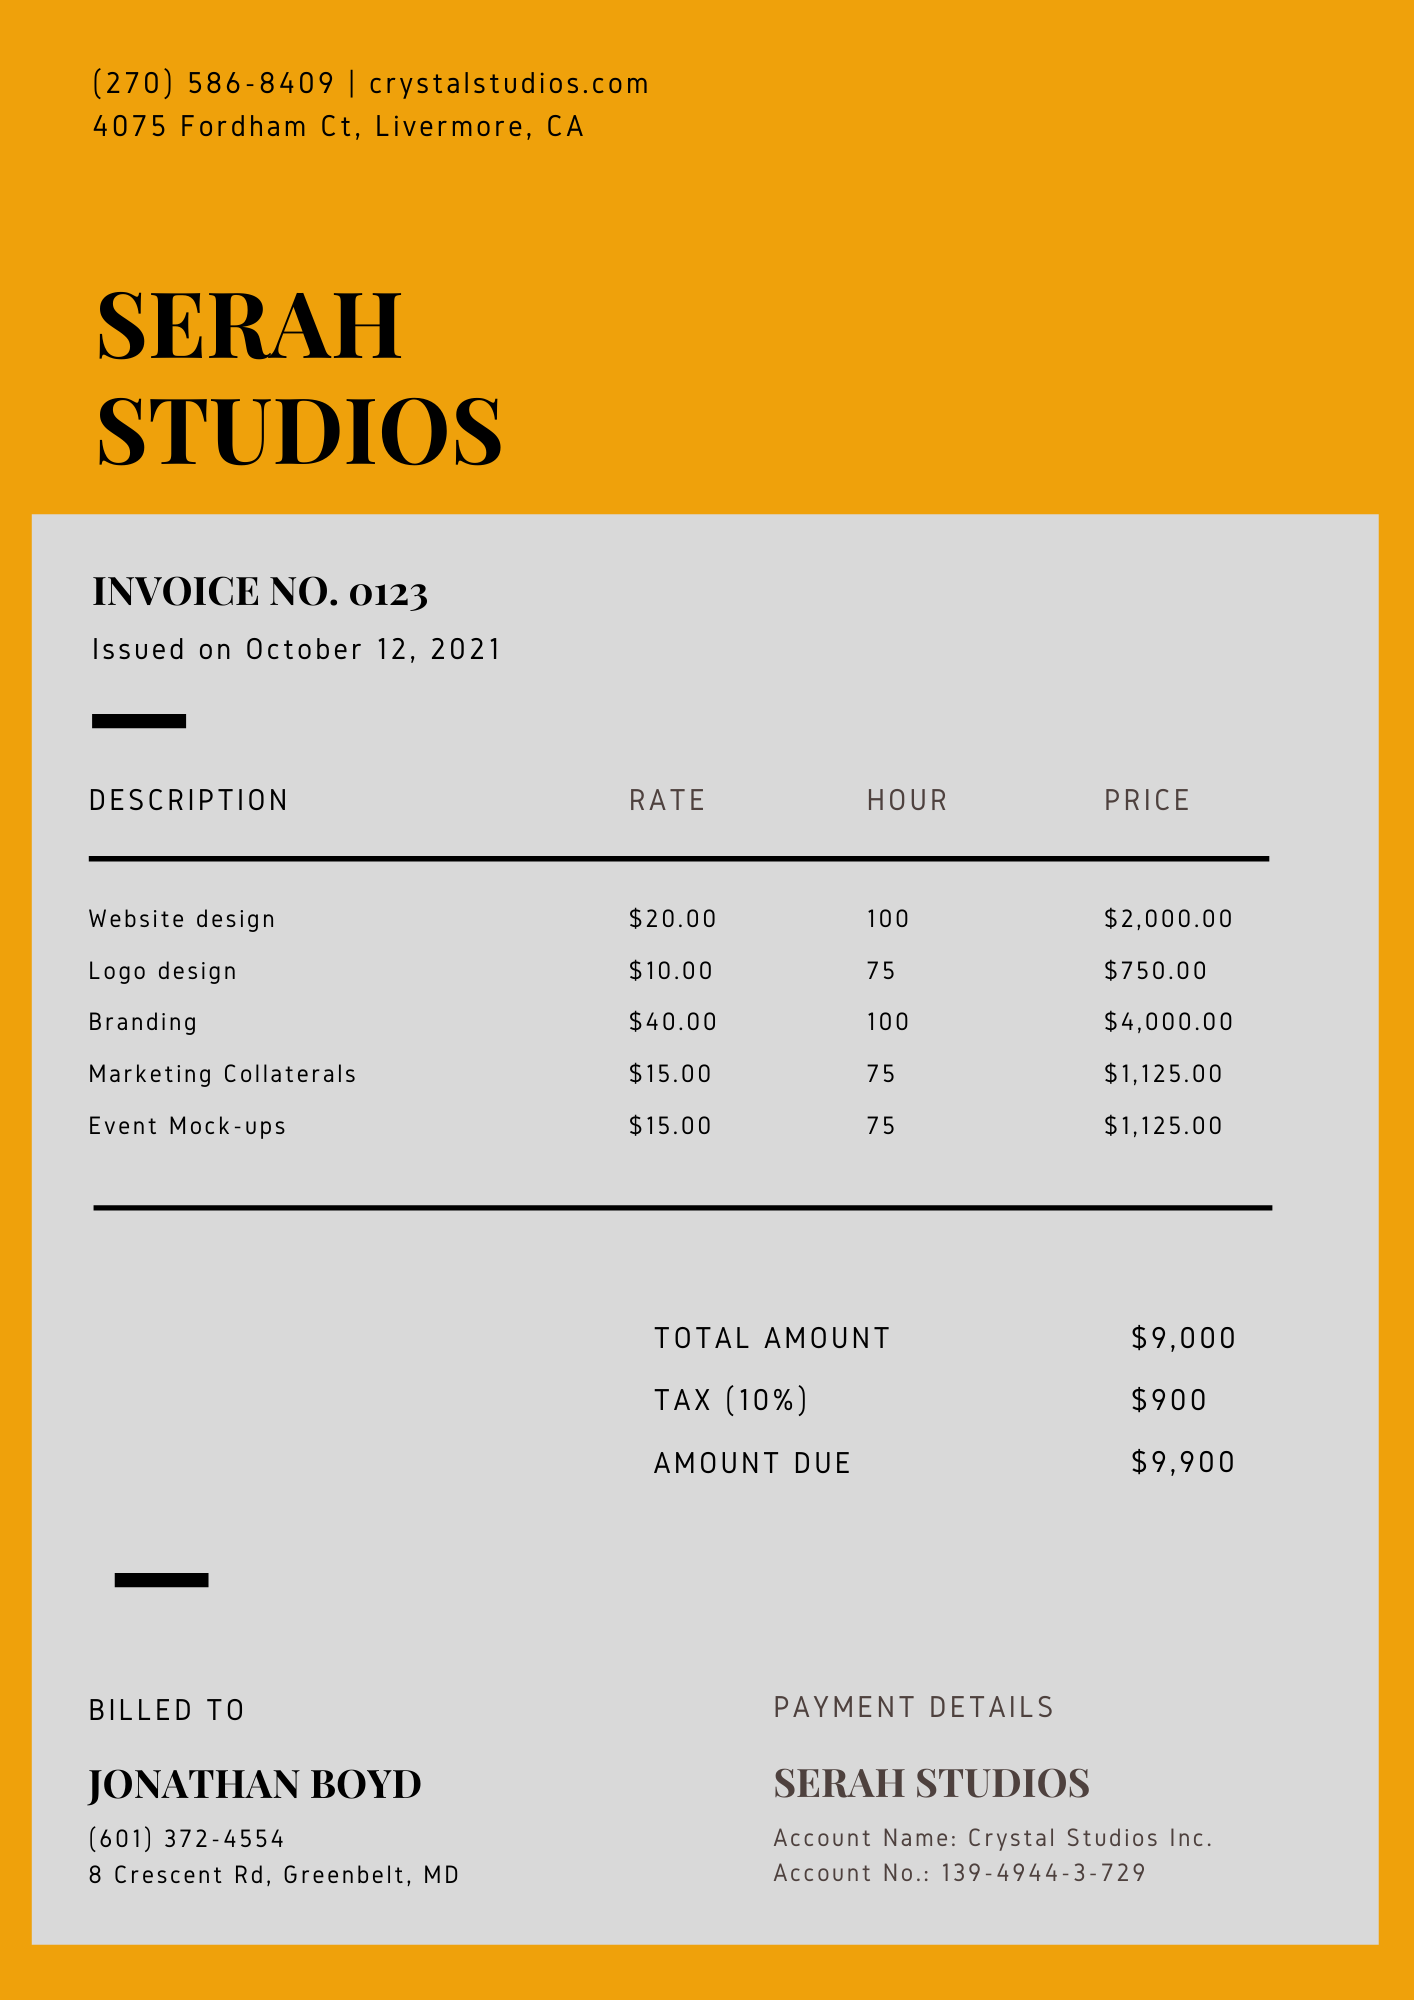 (270) 586-8409 | crystalstudios.com
4075 Fordham Ct, Livermore, CA
SERAH
STUDIOS
INVOICE NO. 0123
Issued on October 12, 2021
DESCRIPTION RATE HOUR PRICE
Website design $20.00 100 $2,000.00
Logo design $10.00 75 $750.00
Branding $40.00 100 $4,000.00
Marketing Collaterals $15.00 75 $1,125.00
Event Mock-ups $15.00 75 $1,125.00
TOTAL AMOUNT $9,000
TAX (10%) $900
AMOUNT DUE $9,900
BILLED TO
JONATHAN BOYD
(601) 372-4554
8 Crescent Rd, Greenbelt, MD
PAYMENT DETAILS
SERAH STUDIOS
Account Name: Crystal Studios Inc.
Account No.: 139-4944-3-729